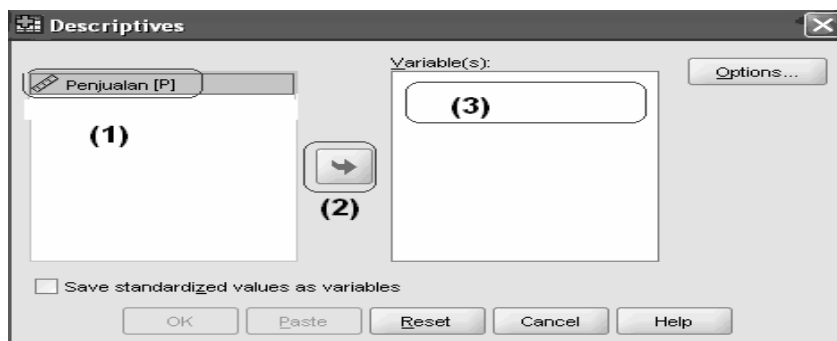 Descriptives
Variable(s):
Penjualan [P]
Options...
(1)
(3)
(2)
Save standardized values as variables
OK
Paste
Reset
Cancel
Help